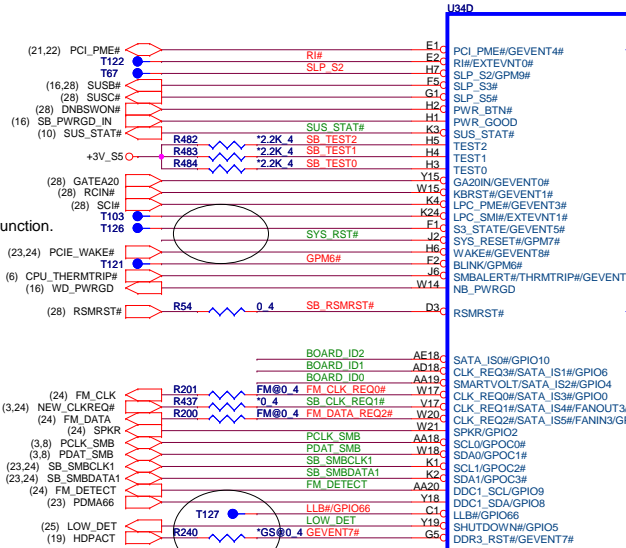 U34D
(21,22) PCI_PME# E1 PCI_PME#/GEVENT4#
T122 RI# E2 RI#/EXTEVNT0#
T67 SLP_S2 H7 SLP_S2/GPM9#
(16,28) SUSB# F5 SLP_S3#
(28) SUSC# G1 SLP_S5#
(28) DNBSWON# H2 PWR_BTN#
(16) SB_PWRGD_IN H1 PWR_GOOD
(10) SUS_STAT# SUS_STAT# K3 SUS_STAT#
R482 *2.2K_4 SB_TEST2 H5 TEST2
+3V_S5 R483 *2.2K_4 SB_TEST1 H4 TEST1
R484 *2.2K_4 SB_TEST0 H3 TEST0
(28) GATEA20 Y15 GA20IN/GEVENT0#
(28) RCIN# W15 KBRST#/GEVENT1#
(28) SCI# K4 LPC_PME#/GEVENT3#
T103 K24 LPC_SMI#/EXTEVNT1#
unction. T126 F1 S3_STATE/GEVENT5#
SYS_RST# J2 SYS_RESET#/GPM7#
(23,24) PCIE_WAKE# H6 WAKE#/GEVENT8#
T121 GPM6# F2 BLINK/GPM6#
(6) CPU_THERMTRIP# J6 SMBALERT#/THRMTRIP#/GEVENT
(16) WD_PWRGD W14 NB_PWRGD
(28) RSMRST# R54 0_4 SB_RSMRST# D3 RSMRST#
BOARD_ID2 AE18 SATA_IS0#/GPIO10
BOARD_ID1 AD18 CLK_REQ3#/SATA_IS1#/GPIO6
BOARD_ID0 AA19 SMARTVOLT/SATA_IS2#/GPIO4
(24) FM_CLK R201 FM@0_4 FM_CLK_REQ0# W17 CLK_REQ0#/SATA_IS3#/GPIO0
(3,24) NEW_CLKREQ# R437 *0_4 SB_CLK_REQ1# V17 CLK_REQ1#/SATA_IS4#/FANOUT3/
(24) FM_DATA R200 FM@0_4 FM_DATA_REQ2# W20 CLK_REQ2#/SATA_IS5#/FANIN3/GP
(24) SPKR W21 SPKR/GPIO2
(3,8) PCLK_SMB PCLK_SMB AA18 SCL0/GPOC0#
(3,8) PDAT_SMB PDAT_SMB W18 SDA0/GPOC1#
(23,24) SB_SMBCLK1 SB_SMBCLK1 K1 SCL1/GPOC2#
(23,24) SB_SMBDATA1 SB_SMBDATA1 K2 SDA1/GPOC3#
(24) FM_DETECT FM_DETECT AA20 DDC1_SCL/GPIO9
(23) PDMA66 Y18 DDC1_SDA/GPIO8
T127 LLB#/GPIO66 C1 LLB#/GPIO66
(25) LOW_DET LOW_DET Y19 SHUTDOWN#/GPIO5
(19) HDPACT R240 *GS@0_4 GEVENT7# G5 DDR3_RST#/GEVENT7#